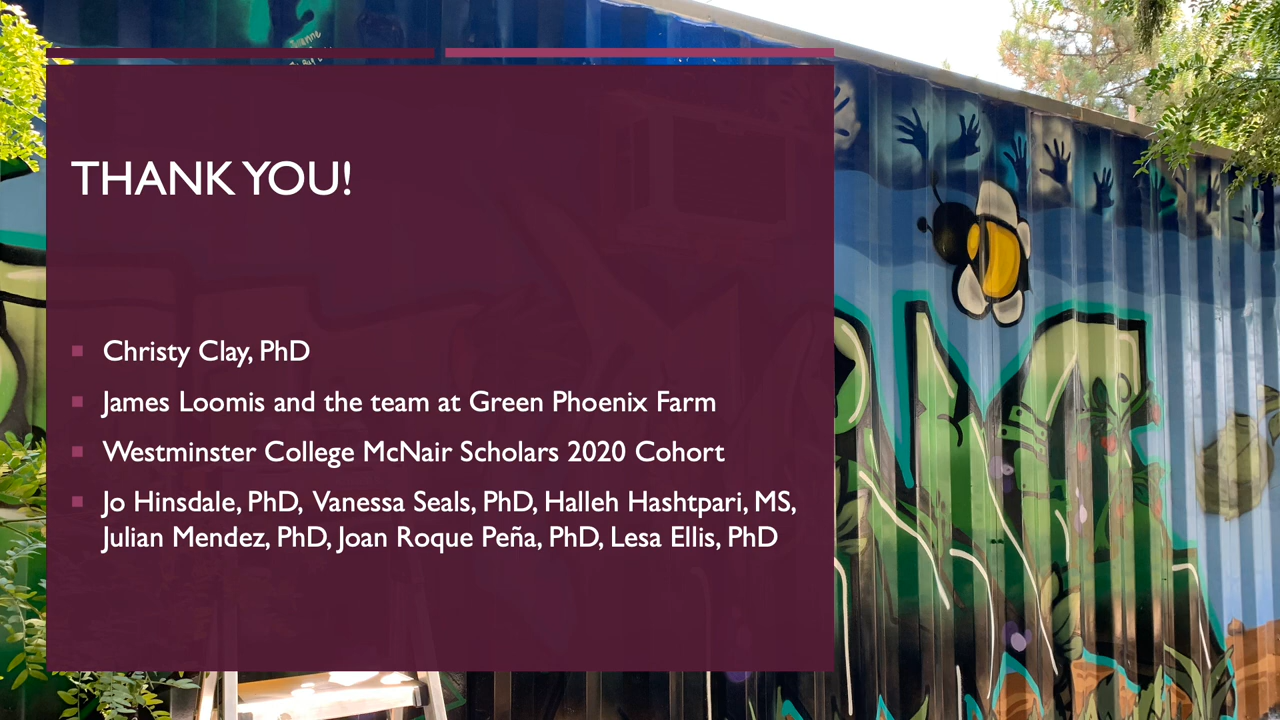 THANK YOU!
Christy Clay, PhD
James Loomis and the team at Green Phoenix Farm
Westminster College McNair Scholars 2020 Cohort
Jo Hinsdale, PhD, Vanessa Seals, PhD, Halleh Hashtpari, MS,
Julian Mendez, PhD, Joan Roque Peña, PhD, Lesa Ellis, PhD